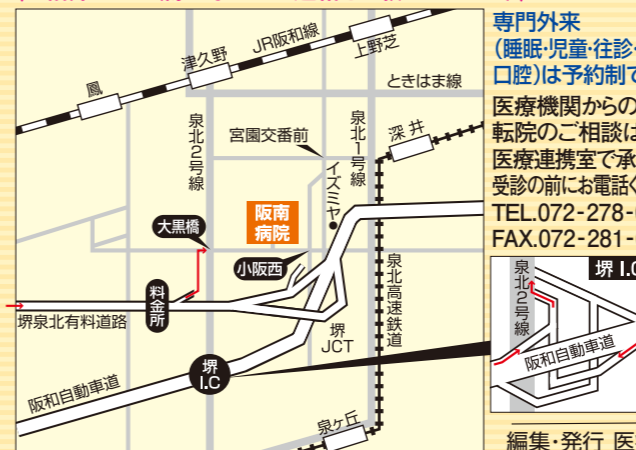 JR阪和線
上野芝
津久野
鳳
ときはま線
泉北2号線
宮園交番前
泉北1号線
深井
イズミヤ
阪南
病院
大黒橋
小阪西
料金所
堺泉北有料道路
堺
JCT
泉北高速鉄道
堺
I.C
阪和自動車道
泉ヶ丘
専門外来
(睡眠・児童・往診・
口腔)は予約制で
医療機関からの
転院のご相談は
医療連携室で承
受診の前にお電話く
TEL.072-278-
FAX.072-281-
堺 I.C
泉北2号線
阪和自動車道
編集・発行 医